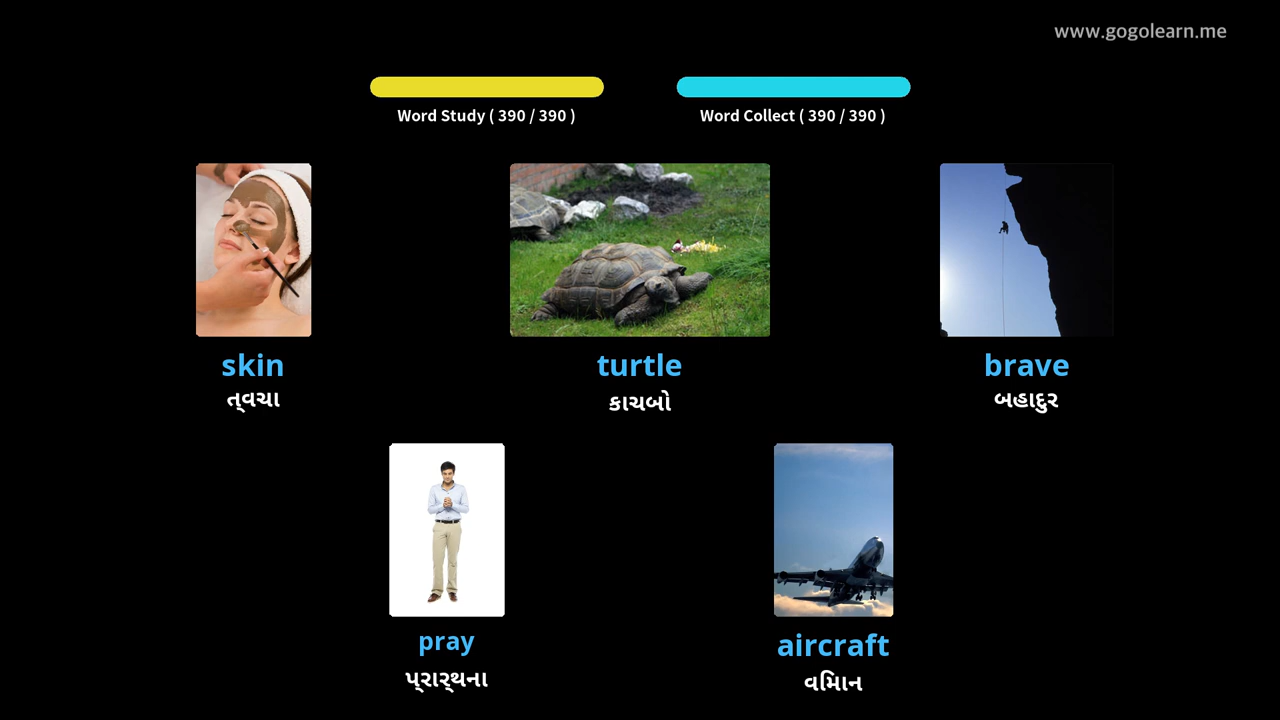 www.gogolearn.me
Word Study ( 390 / 390 )
Word Collect ( 390 / 390 )
skin
ત્વચા
turtle
કાચબો
brave
બહાદુર
pray
પ્રાર્થના
aircraft
વિમાન